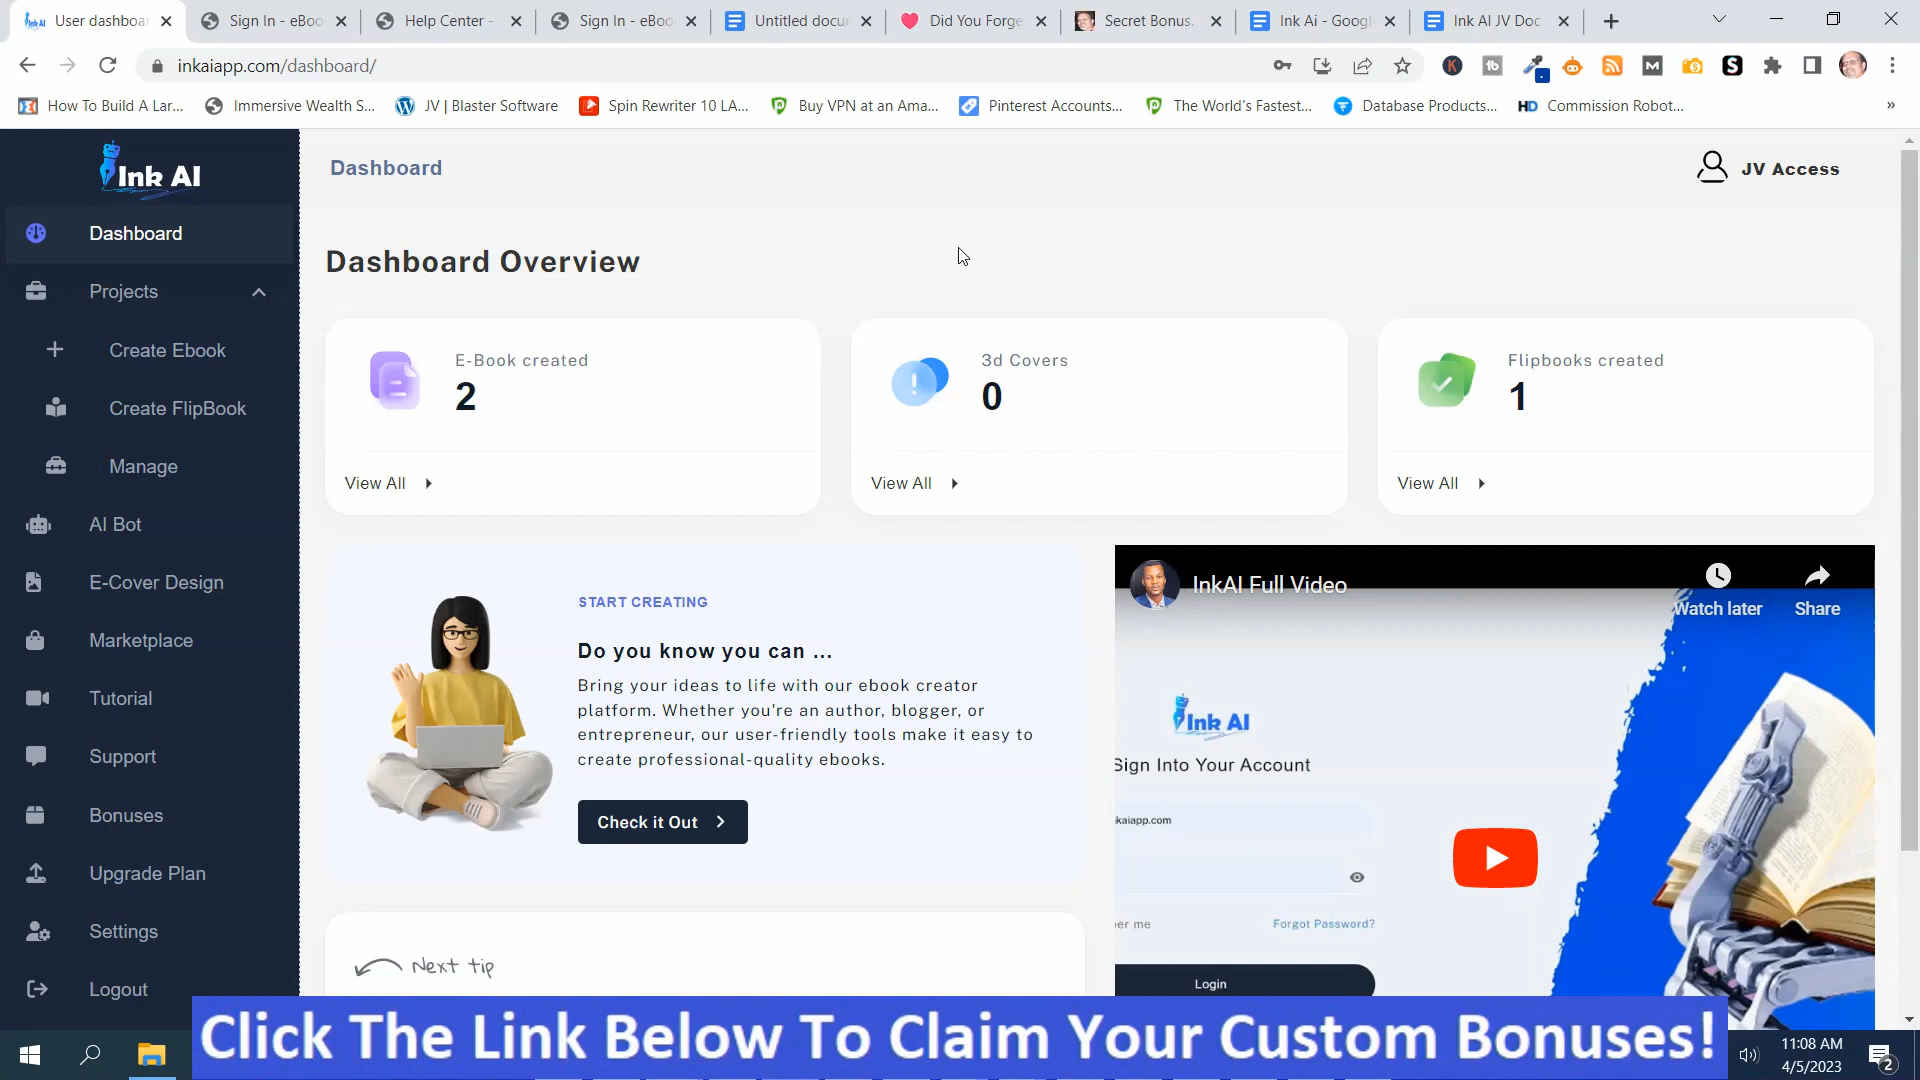 User dashboar
Sign In - eBoo
Help Center -
Sign In - eBoo
Untitled docu
Did You Forge
Secret Bonus.
Ink Ai - Googl
Ink AI JV Doc
inkaiapp.com/dashboard/
How To Build A Lar...
Immersive Wealth S...
JV | Blaster Software
Spin Rewriter 10 LA...
Buy VPN at an Ama...
Pinterest Accounts...
The World's Fastest...
Database Products...
HD Commission Robot...
»
Ink AI
Dashboard
JV Access
Dashboard
Projects
Create Ebook
Create FlipBook
Manage
AI Bot
E-Cover Design
Marketplace
Tutorial
Support
Bonuses
Upgrade Plan
Settings
Logout
Dashboard Overview
E-Book created
2
View All
3d Covers
0
View All
Flipbooks created
1
View All
START CREATING
Do you know you can ...
Bring your ideas to life with our ebook creator
platform. Whether you're an author, blogger, or
entrepreneur, our user-friendly tools make it easy to
create professional-quality ebooks.
Check it Out
Next tip
InkAI Full Video
Watch later
Share
Ink AI
Sign Into Your Account
kaiapp.com
er me
Forgot Password?
Login
Click The Link Below To Claim Your Custom Bonuses!
11:08 AM
4/5/2023
2